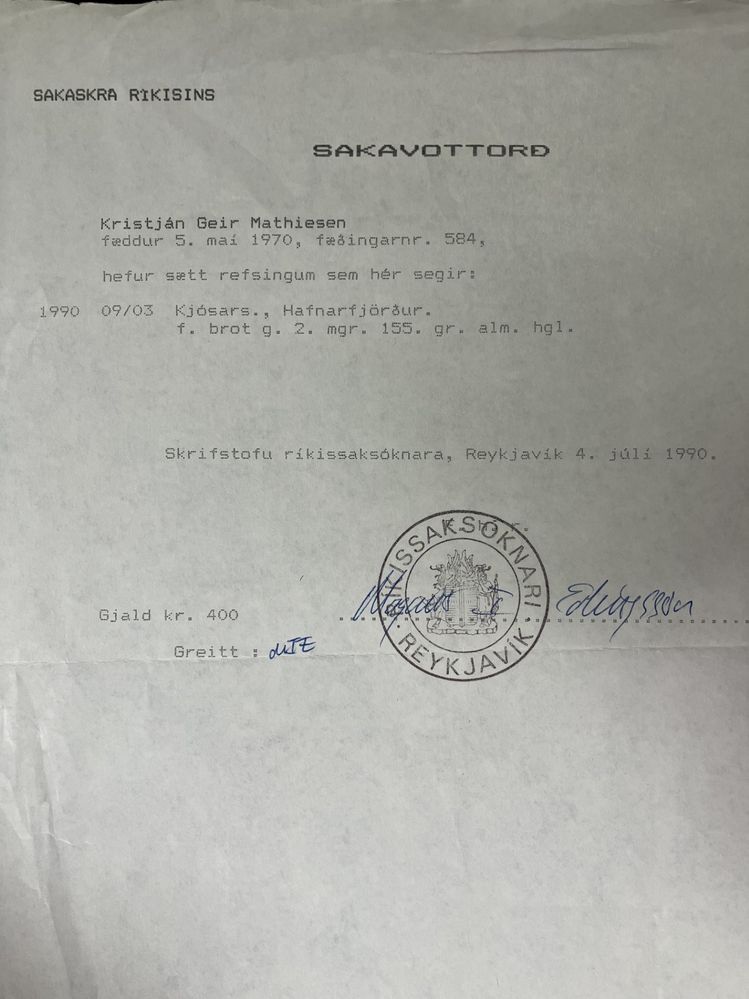 SAKASKRA RÍKISINS
SAKAVOTTORÐ
Kristján Geir Mathiesen
fæddur 5. maí 1970, fæðingarnr. 584,
hefur sætt refsingum sem hér segir:
1990 09/03 Kjósars., Hafnarfjörður.
f. brot g. 2. mgr. 155. gr. alm. hgl.
Skrifstofu ríkissaksóknara, Reykjavík 4. júlí 1990.
RÍKISSAKSÓKNARI. REYKJAVÍK.
Gjald kr. 400
Greitt :